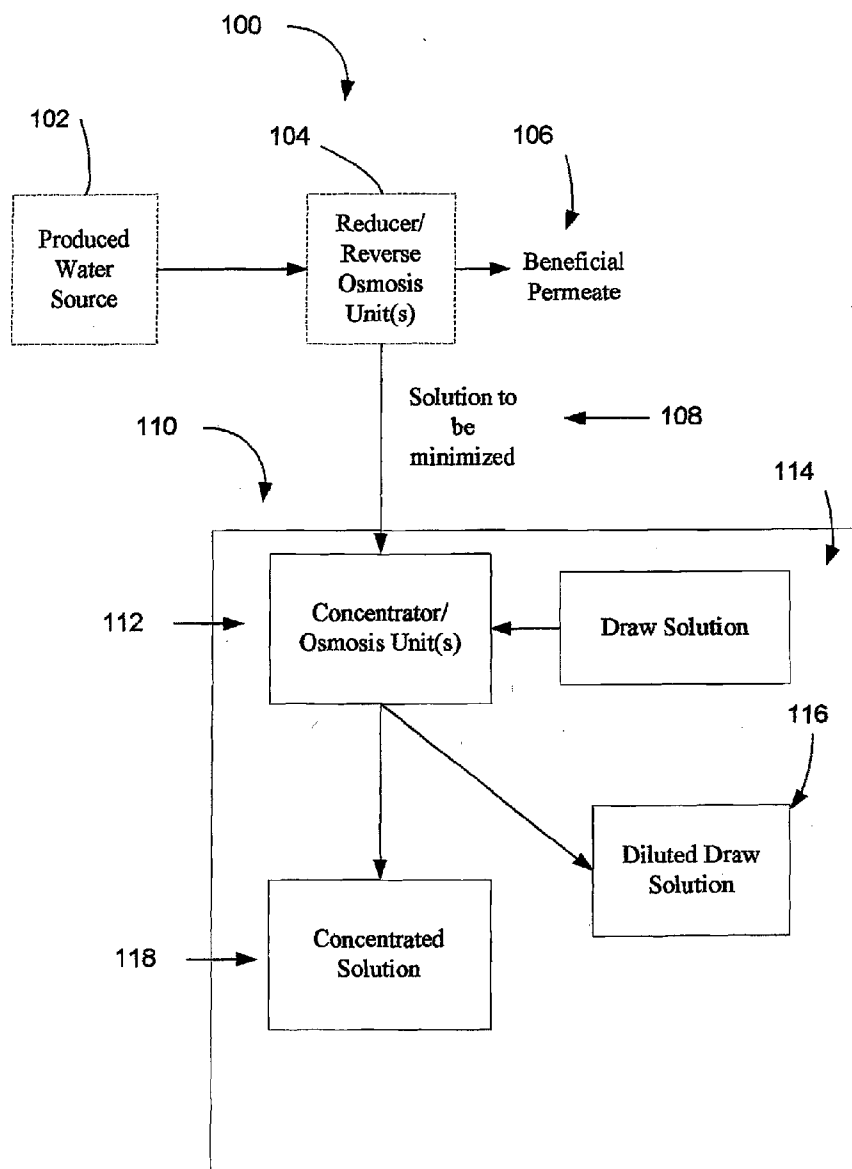 100
102
104
106
Produced
Water
Source
Reducer/
Reverse
Osmosis
Unit(s)
Beneficial
Permeate
Solution to
be
minimized
108
110
114
112
Concentrator/
Osmosis Unit(s)
Draw Solution
116
Diluted Draw
Solution
118
Concentrated
Solution